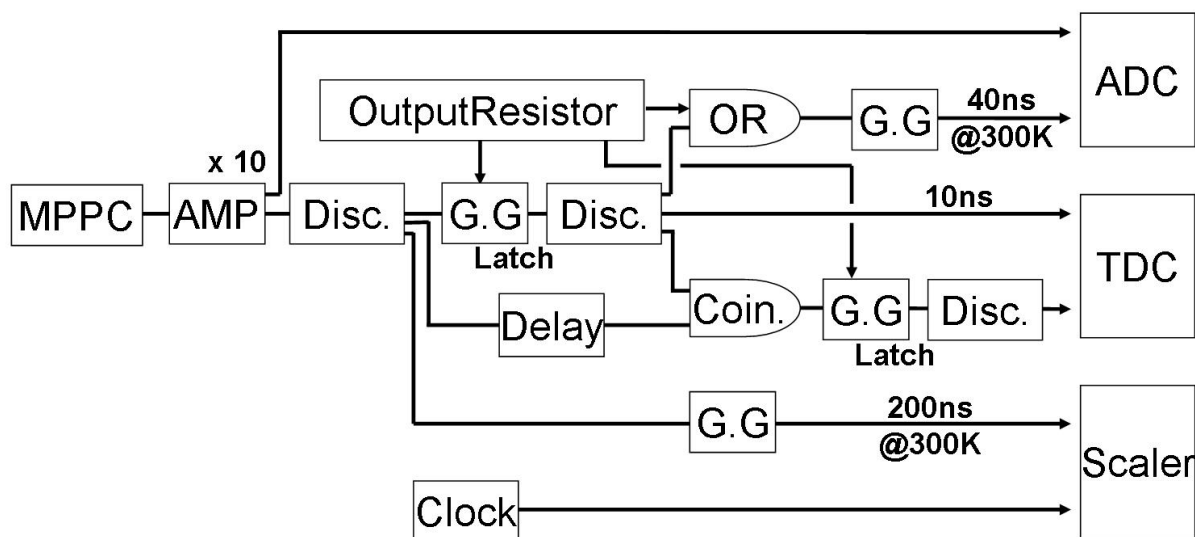 ADC
OutputResistor
OR
G.G
40ns
@300K
x 10
MPPC
AMP
Disc.
G.G
Latch
Disc.
10ns
TDC
Delay
Coin.
G.G
Latch
Disc.
G.G
200ns
@300K
Scaler
Clock